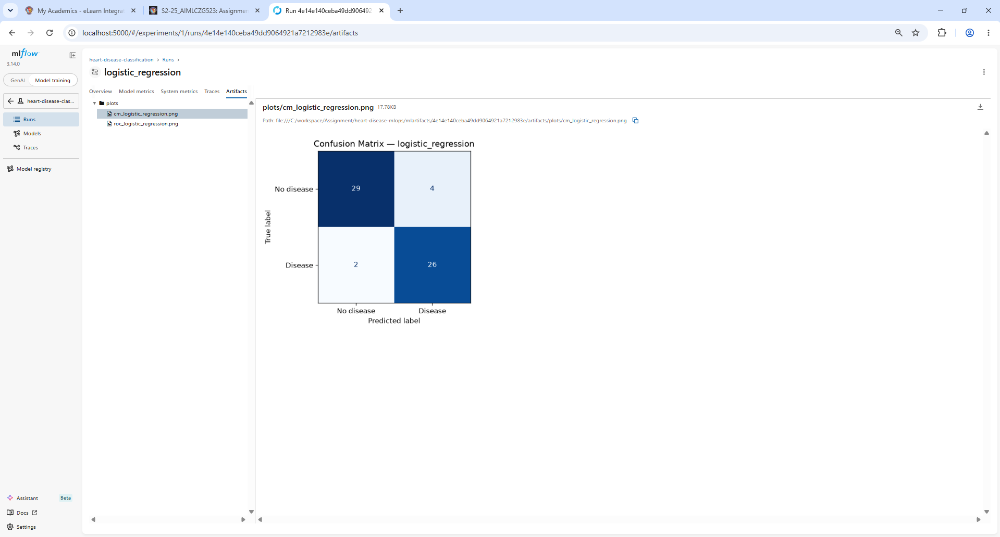 My Academics - eLearn Integra
S2-25_AIMLCZG523: Assignmen
Run 4e14e140ceba49dd9064921
localhost:5000/#/experiments/1/runs/4e14e140ceba49dd9064921a7212983e/artifacts
mlflow
3.14.0
GenAI
Model training
heart-disease-clas...
Runs
Models
Traces
Model registry
Assistant
Beta
Docs
Settings
heart-disease-classification
Runs
logistic_regression
Overview
Model metrics
System metrics
Traces
Artifacts
plots
cm_logistic_regression.png
roc_logistic_regression.png
plots/cm_logistic_regression.png 17.78KB
Path: file:///C:/workspace/Assignment/heart-disease-mlops/mlartifacts/4e14e140ceba49dd9064921a7212983e/artifacts/plots/cm_logistic_regression.png
Confusion Matrix — logistic_regression
True label
No disease
29
4
Disease
2
26
No disease
Disease
Predicted label